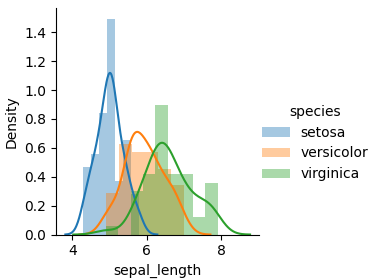 1.4
1.2
1.0
0.8
0.6
0.4
0.2
0.0
Density
4 6 8
sepal_length
species
setosa
versicolor
virginica